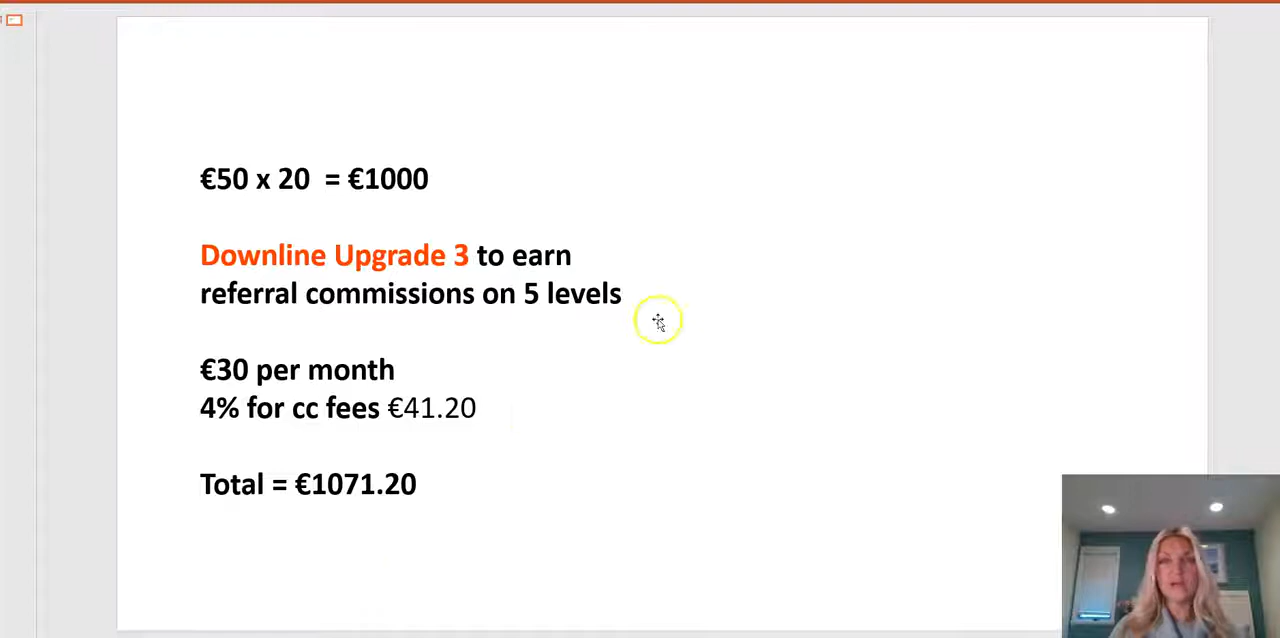 €50 x 20 = €1000
Downline Upgrade 3 to earn
referral commissions on 5 levels
€30 per month
4% for cc fees €41.20
Total = €1071.20